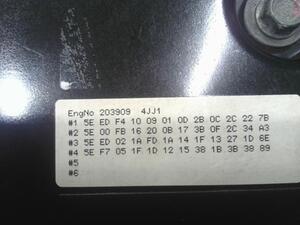 EngNo 203909 4JJ1
#1 5E ED F4 10 09 01 0D 2B 0C 2C 22 7B
#2 5E 00 FB 16 20 0B 17 3B 0F 2C 34 A3
#3 5E ED 02 1A FD 1A 14 1F 13 27 1D 6E
#4 5E F7 05 1F 1D 12 15 38 1B 3B 38 89
#5
#6